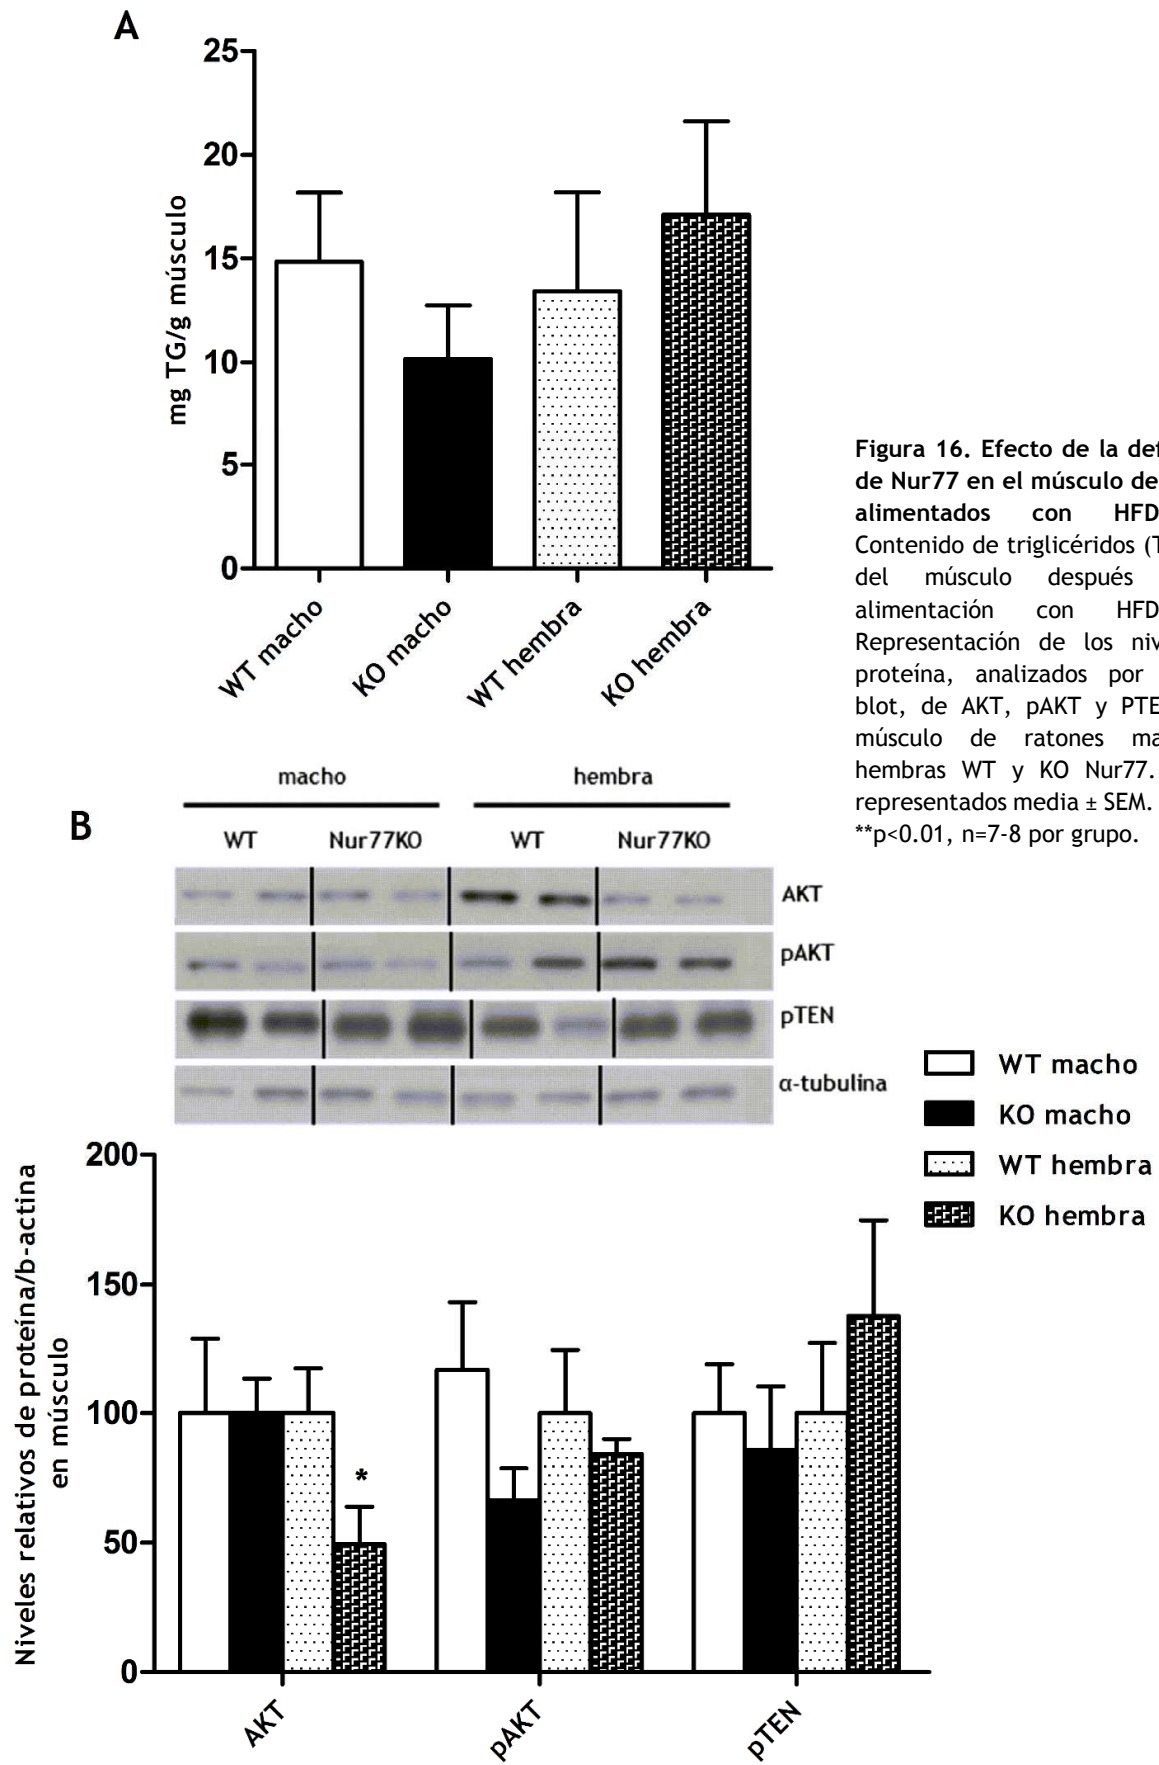 A
25
20
15
10
5
0
mg TG/g músculo
WT macho
KO macho
WT hembra
KO hembra
Figura 16. Efecto de la def
de Nur77 en el músculo de
alimentados con HFD
Contenido de triglicéridos (T
del músculo después
alimentación con HFD
Representación de los niv
proteína, analizados por
blot, de AKT, pAKT y PTE
músculo de ratones ma
hembras WT y KO Nur77.
representados media ± SEM.
**p<0.01, n=7-8 por grupo.
B
macho
hembra
WT
Nur77KO
WT
Nur77KO
AKT
pAKT
pTEN
α-tubulina
WT macho
KO macho
WT hembra
KO hembra
200
150
100
50
0
Niveles relativos de proteína/b-actina
en músculo
*
AKT
pAKT
pTEN